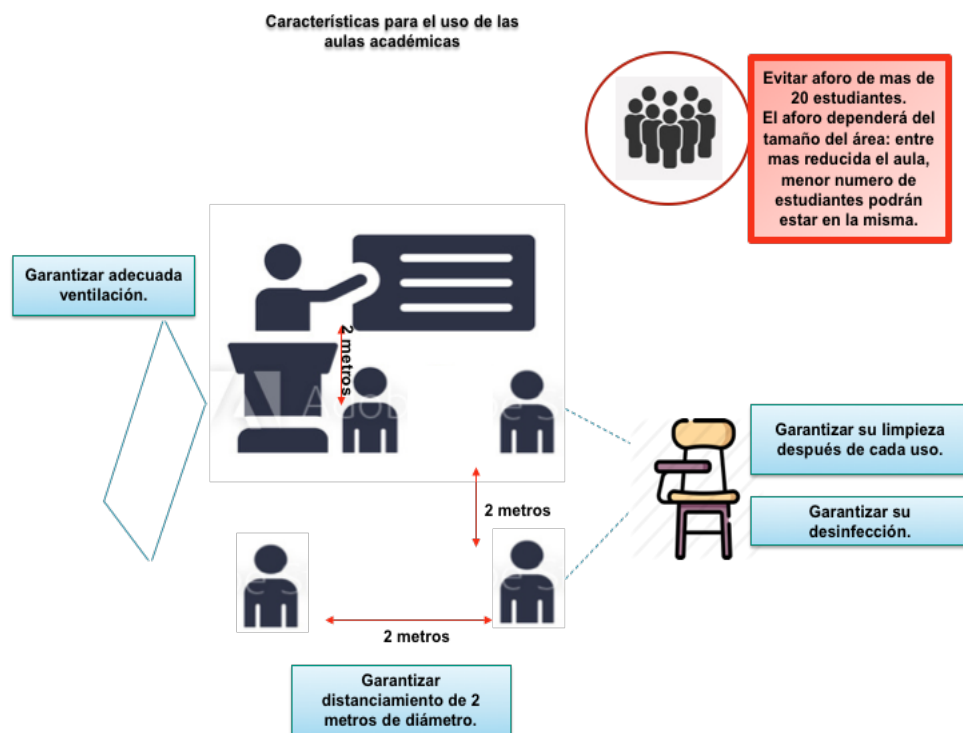 Características para el uso de las
aulas académicas
Evitar aforo de mas de
20 estudiantes.
El aforo dependerá del
tamaño del área: entre
mas reducida el aula,
menor numero de
estudiantes podrán
estar en la misma.
Garantizar adecuada
ventilación.
2 metros
Garantizar su limpieza
después de cada uso.
2 metros
Garantizar su
desinfección.
2 metros
Garantizar
distanciamiento de 2
metros de diámetro.